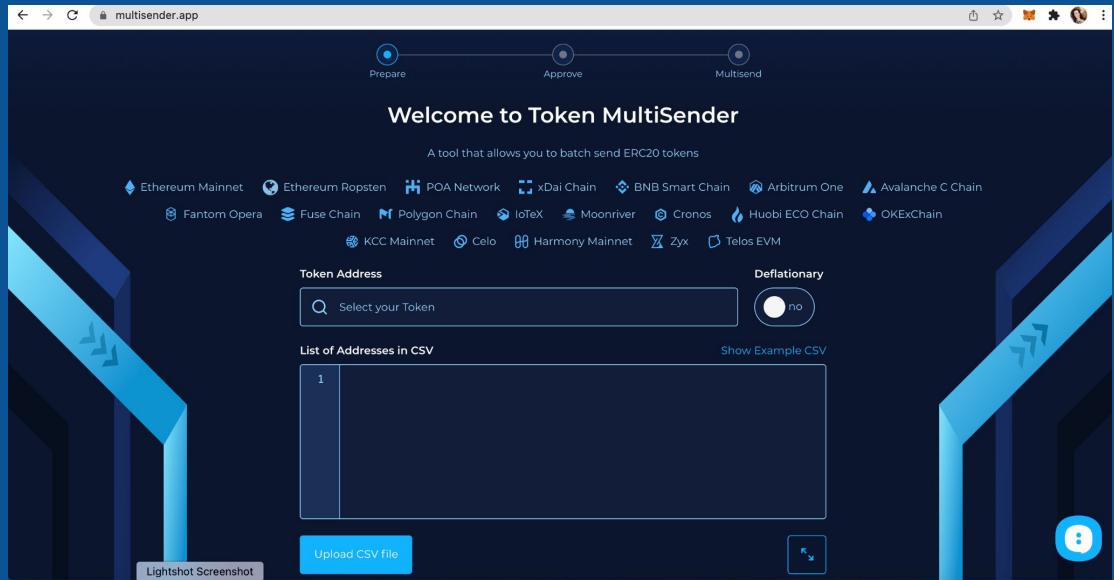 multisender.app
Prepare Approve Multisend
Welcome to Token MultiSender
A tool that allows you to batch send ERC20 tokens
Ethereum Mainnet Ethereum Ropsten POA Network xDai Chain BNB Smart Chain Arbitrum One Avalanche C Chain
Fantom Opera Fuse Chain Polygon Chain IoTeX Moonriver Cronos Huobi ECO Chain OKExChain
KCC Mainnet Celo Harmony Mainnet Zyx Telos EVM
Token Address Deflationary
Select your Token no
List of Addresses in CSV Show Example CSV
1
Upload CSV file
Lightshot Screenshot